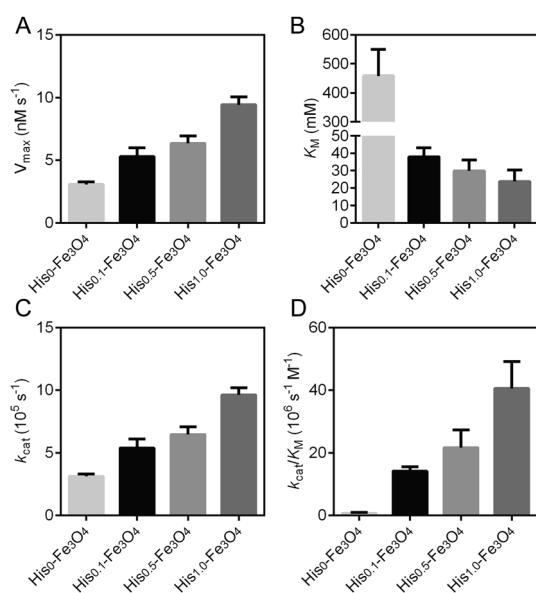 A
15
10
5
0
Vmax (nM s-1)
His0-Fe3O4
His0.1-Fe3O4
His0.5-Fe3O4
His1.0-Fe3O4
B
600
500
400
300
50
40
30
20
10
0
KM (mM)
His0-Fe3O4
His0.1-Fe3O4
His0.5-Fe3O4
His1.0-Fe3O4
C
15
10
5
0
kcat (10⁵ s-1)
His0-Fe3O4
His0.1-Fe3O4
His0.5-Fe3O4
His1.0-Fe3O4
D
60
40
20
0
kcat/KM (10⁶ s-1 M-1)
His0-Fe3O4
His0.1-Fe3O4
His0.5-Fe3O4
His1.0-Fe3O4